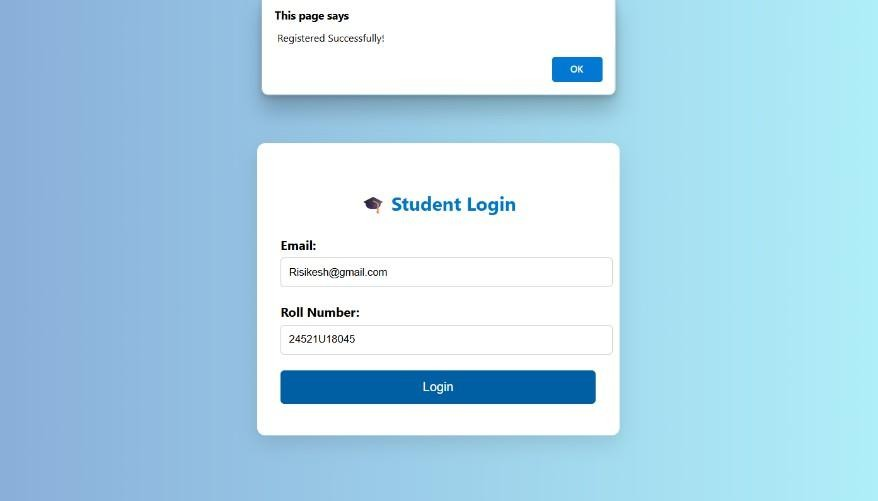 This page says
Registered Successfully!
OK
🎓 Student Login
Email:
Risikesh@gmail.com
Roll Number:
24521U18045
Login